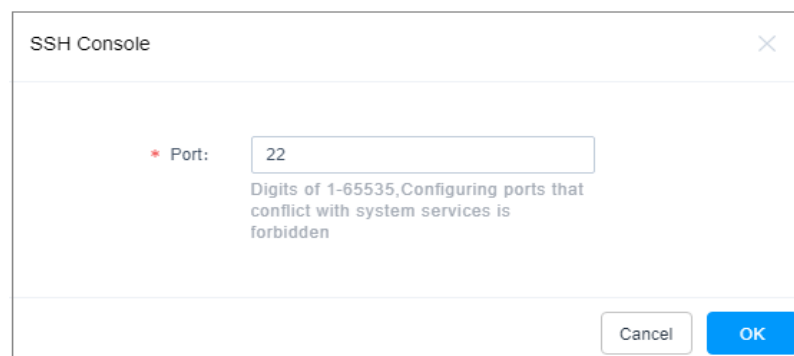 SSH Console
* Port:
22
Digits of 1-65535,Configuring ports that
conflict with system services is
forbidden
Cancel
OK